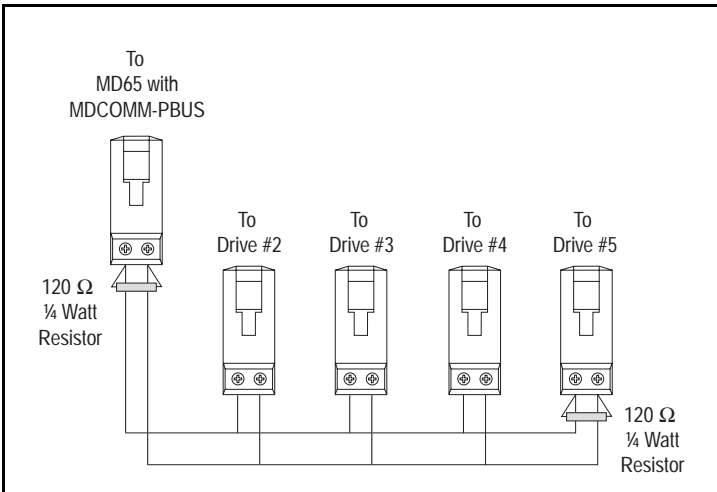 To
MD65 with
MDCOMM-PBUS
To
Drive #2
To
Drive #3
To
Drive #4
To
Drive #5
120 Ω
¼ Watt
Resistor
120 Ω
¼ Watt
Resistor